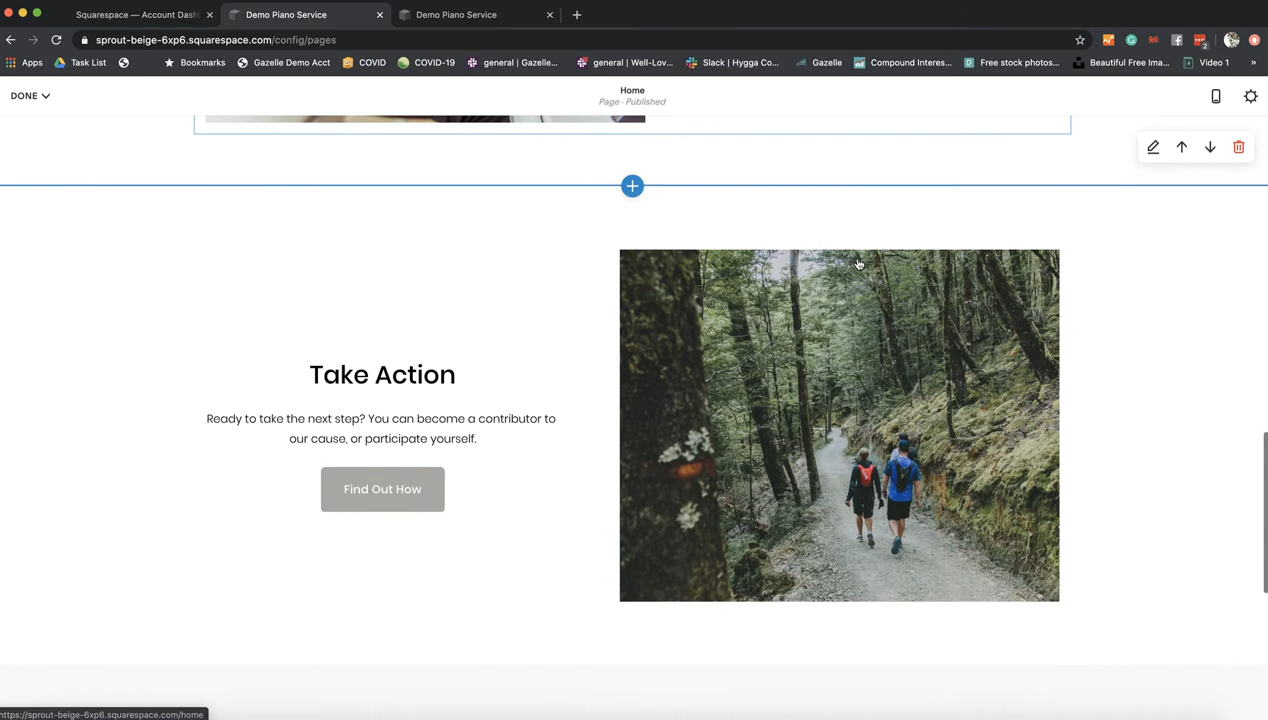 Squarespace — Account Dash
Demo Piano Service
Demo Piano Service
sprout-beige-6xp6.squarespace.com/config/pages
Apps
Task List
Bookmarks
Gazelle Demo Acct
COVID
COVID-19
general | Gazelle...
general | Well-Lov...
Slack | Hygga Co...
Gazelle
Compound Interes...
Free stock photos...
Beautiful Free Ima...
Video 1
»
2
DONE
Home
Page · Published
Take Action
Ready to take the next step? You can become a contributor to
our cause, or participate yourself.
Find Out How
https://sprout-beige-6xp6.squarespace.com/home